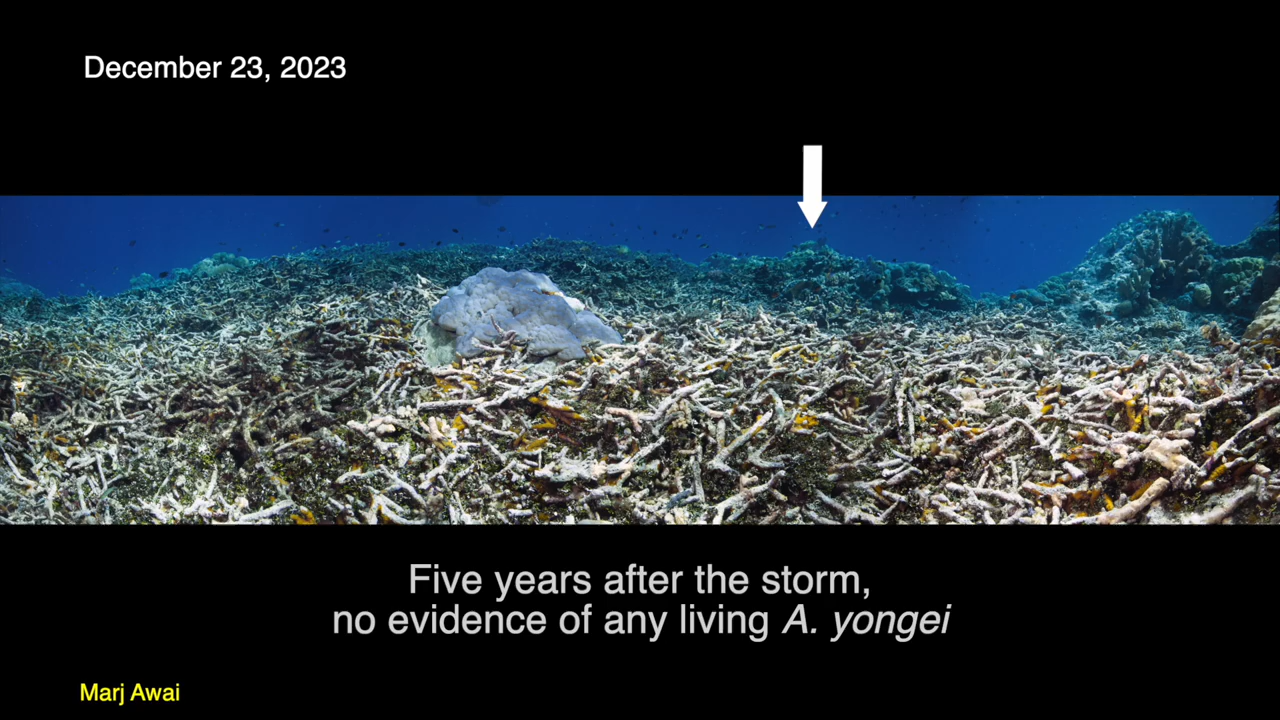 December 23, 2023
Five years after the storm,
no evidence of any living A. yongei
Marj Awai